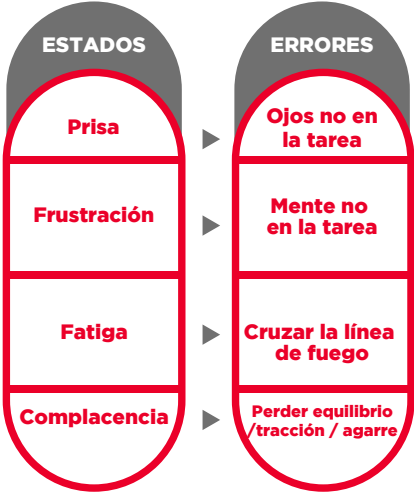 ESTADOS
ERRORES
Prisa
Ojos no en
la tarea
Frustración
Mente no
en la tarea
Fatiga
Cruzar la línea
de fuego
Complacencia
Perder equilibrio
/tracción / agarre